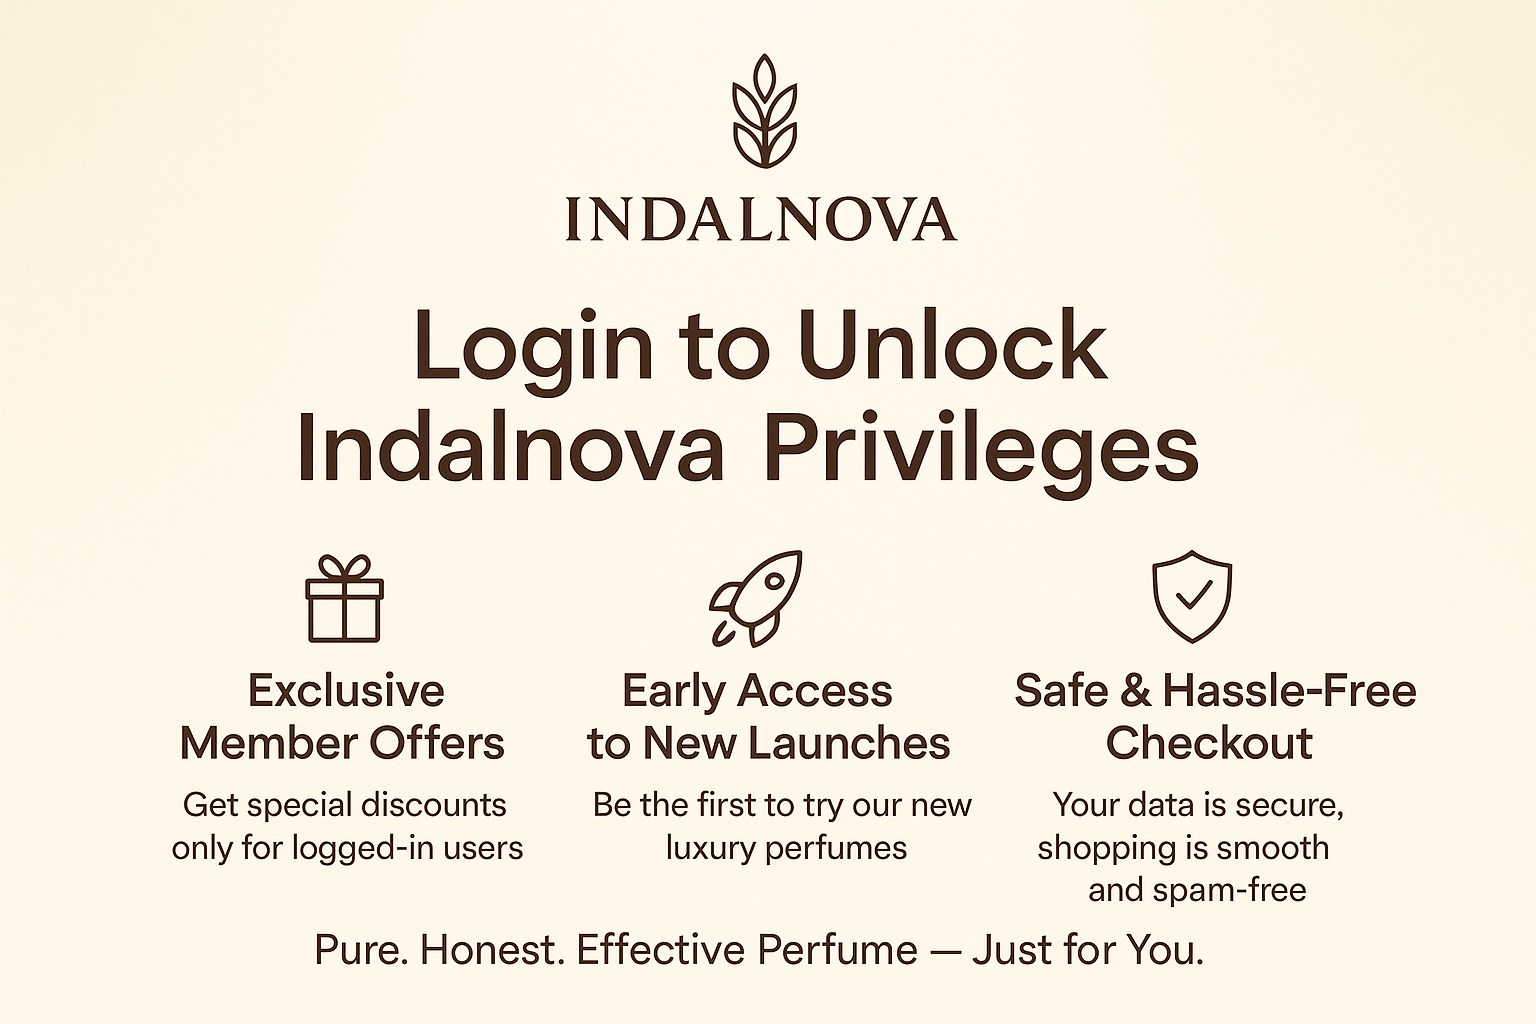 INDALNOVA
Login to Unlock
Indalnova Privileges
Exclusive
Member Offers
Get special discounts
only for logged-in users
Early Access
to New Launches
Be the first to try our new
luxury perfumes
Safe & Hassle-Free
Checkout
Your data is secure,
shopping is smooth
and spam-free
Pure. Honest. Effective Perfume — Just for You.